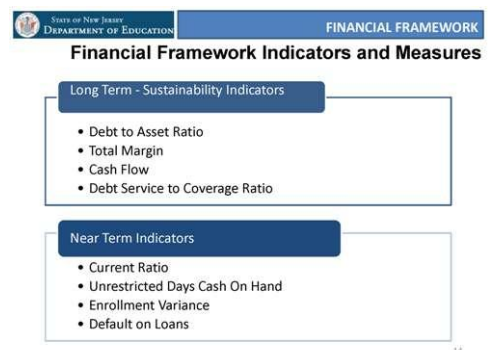 STATE OF NEW JERSEY
DEPARTMENT OF EDUCATION
FINANCIAL FRAMEWORK
Financial Framework Indicators and Measures
Long Term - Sustainability Indicators
• Debt to Asset Ratio
• Total Margin
• Cash Flow
• Debt Service to Coverage Ratio
Near Term Indicators
• Current Ratio
• Unrestricted Days Cash On Hand
• Enrollment Variance
• Default on Loans